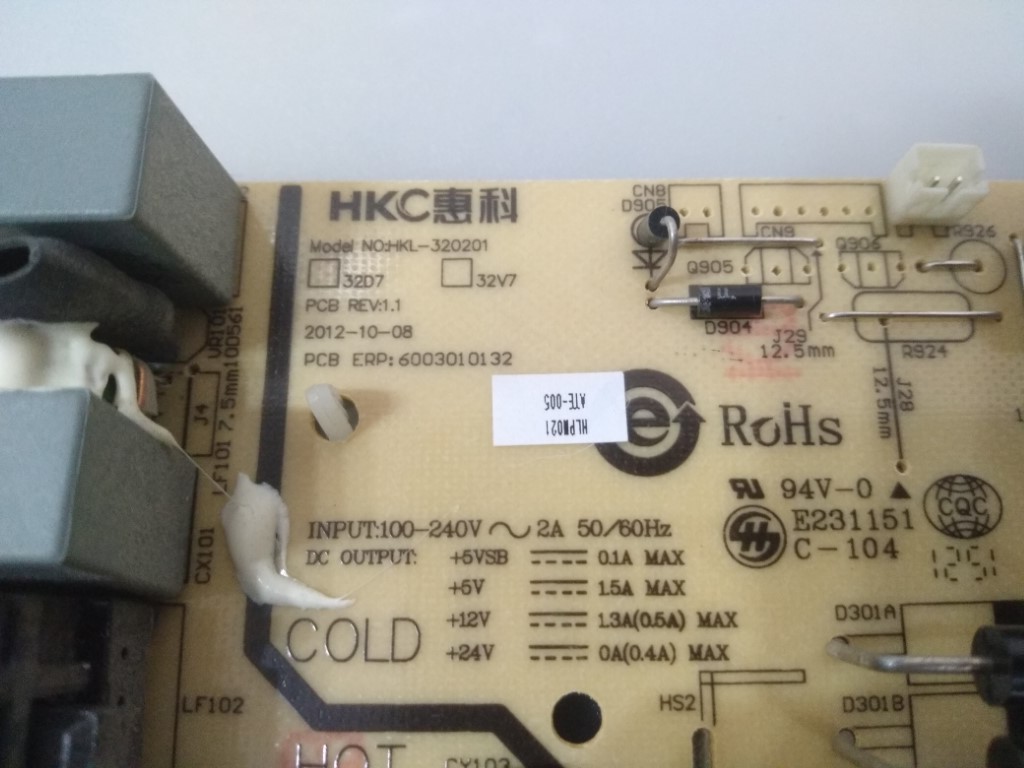 HKC惠科
Model NO:HKL-320201
32D7 32V7
PCB REV:1.1
2012-10-08
PCB ERP:6003010132
HLPW021
ATE-005
e
RoHs
94V-0
E231151
C-104
CQC
1251
INPUT:100-240V ~ 2A 50/60Hz
DC OUTPUT: +5VSB 0.1A MAX
+5V 1.5A MAX
+12V 1.3A(0.5A) MAX
+24V 0A(0.4A) MAX
COLD
HOT
CN8
D905
CN9
Q905
Q906
R926
D904
J29
12.5mm
R924
J28
12.5mm
J4
7.5mm
LF101
CX101
LF102
CY103
HS2
D301A
D301B